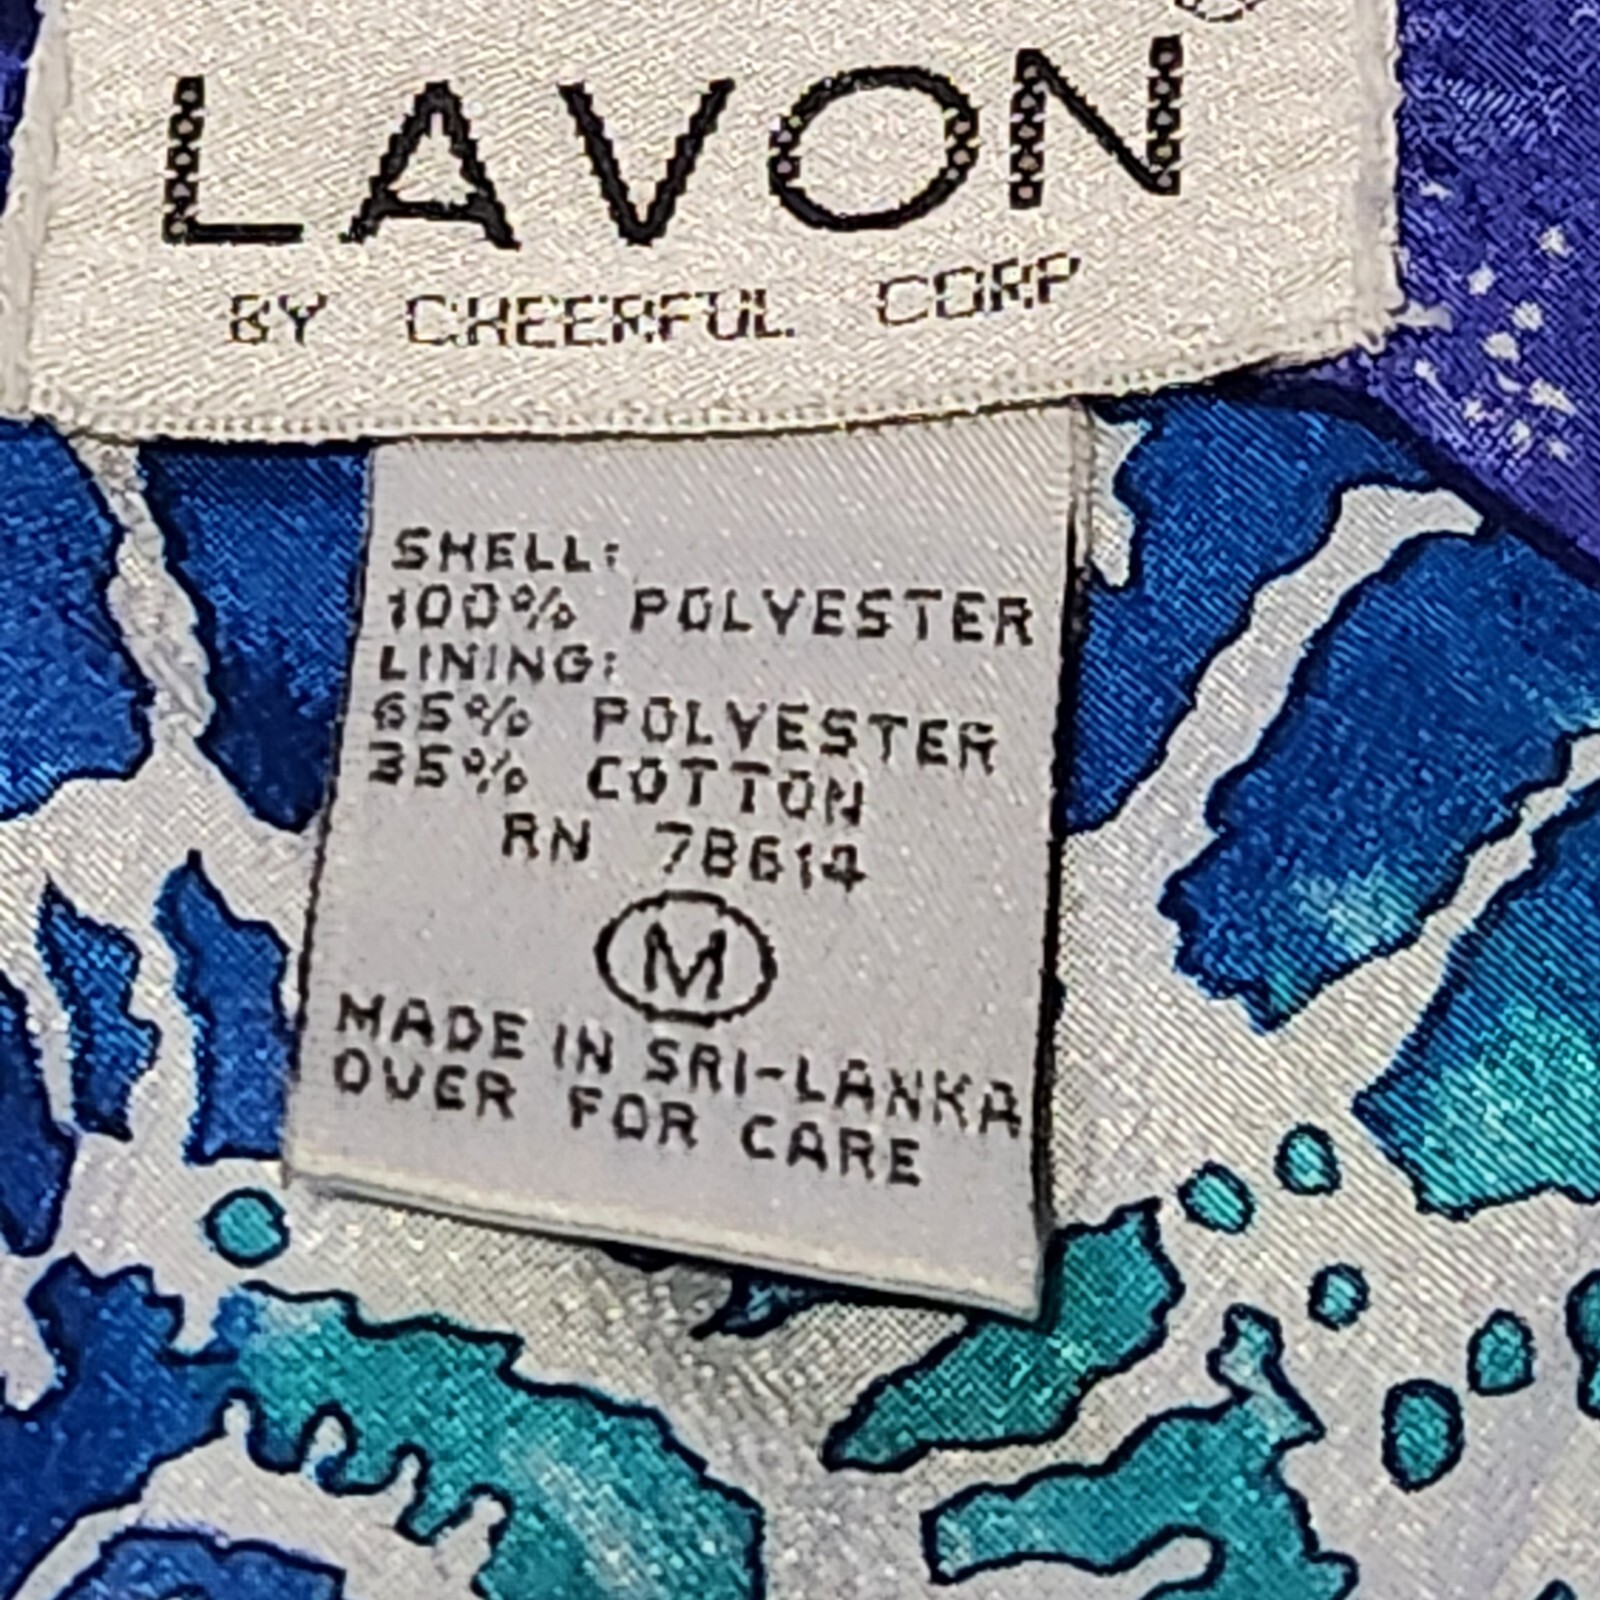 LAVON
BY CHEERFUL CORP
SHELL:
100% POLYESTER
LINING:
65% POLYESTER
35% COTTON
RN 78614
M
MADE IN SRI-LANKA
OVER FOR CARE